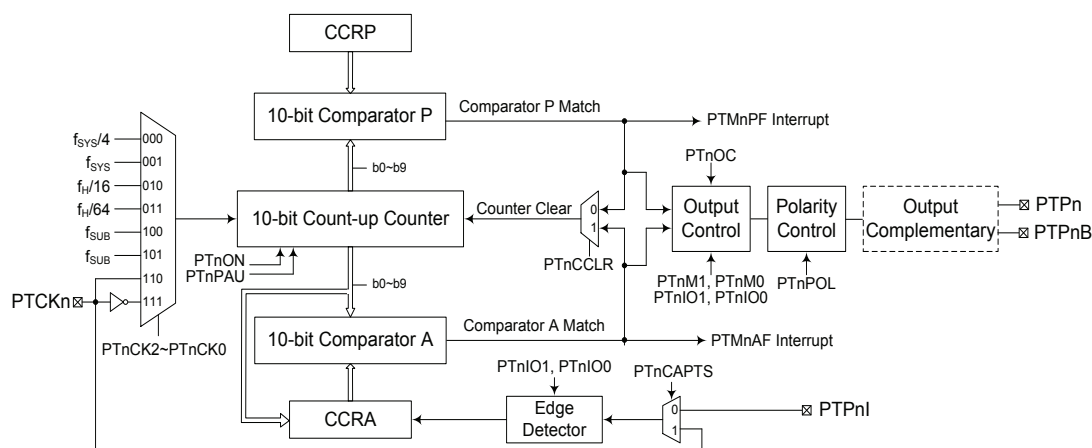 CCRP
10-bit Comparator P
Comparator P Match
PTMnPF Interrupt
b0~b9
fSYS/4
fSYS
fH/16
fH/64
fSUB
fSUB
000
001
010
011
100
101
110
111
PTCKn
PTnCK2~PTnCK0
10-bit Count-up Counter
PTnON
PTnPAU
Counter Clear
0
1
PTnCCLR
PTnOC
Output
Control
PTnM1, PTnM0
PTnIO1, PTnIO0
Polarity
Control
PTnPOL
Output
Complementary
PTPn
PTPnB
b0~b9
10-bit Comparator A
Comparator A Match
PTMnAF Interrupt
CCRA
PTnIO1, PTnIO0
Edge
Detector
PTnCAPTS
0
1
PTPnI